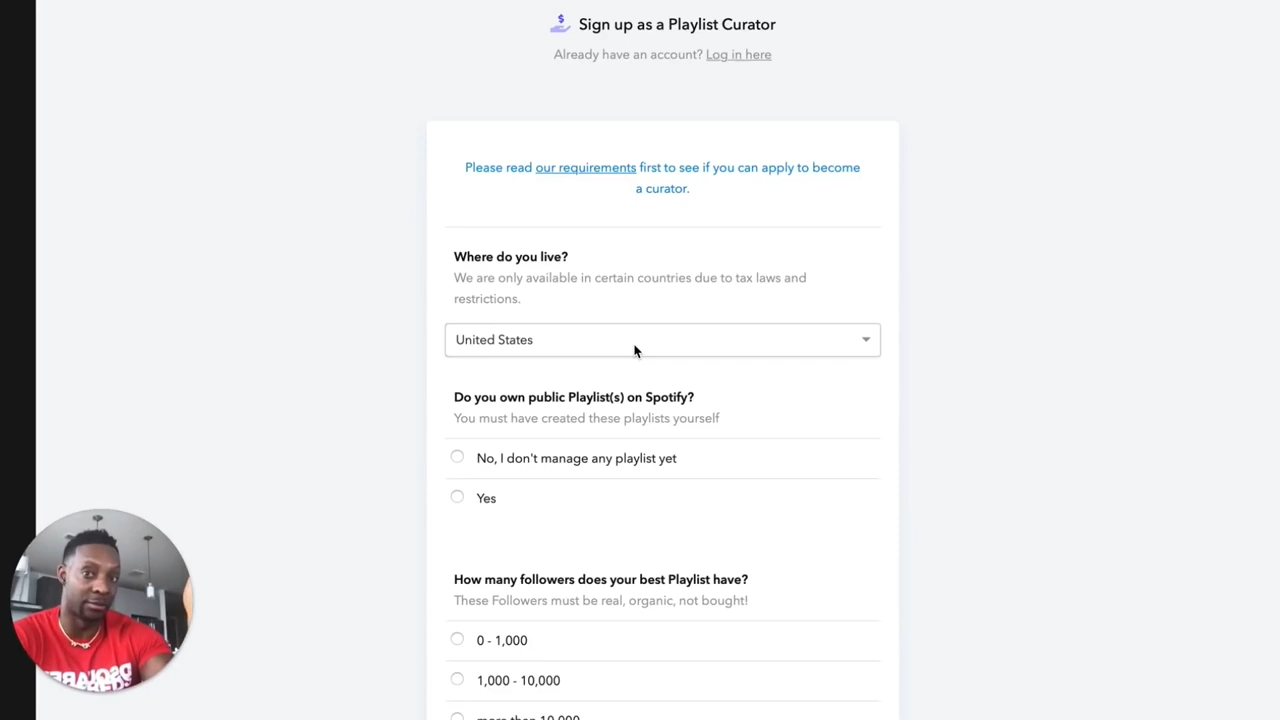 Sign up as a Playlist Curator
Already have an account? Log in here
Please read our requirements first to see if you can apply to become
a curator.
Where do you live?
We are only available in certain countries due to tax laws and
restrictions.
United States
Do you own public Playlist(s) on Spotify?
You must have created these playlists yourself
No, I don't manage any playlist yet
Yes
How many followers does your best Playlist have?
These Followers must be real, organic, not bought!
0 - 1,000
1,000 - 10,000
more than 10,000